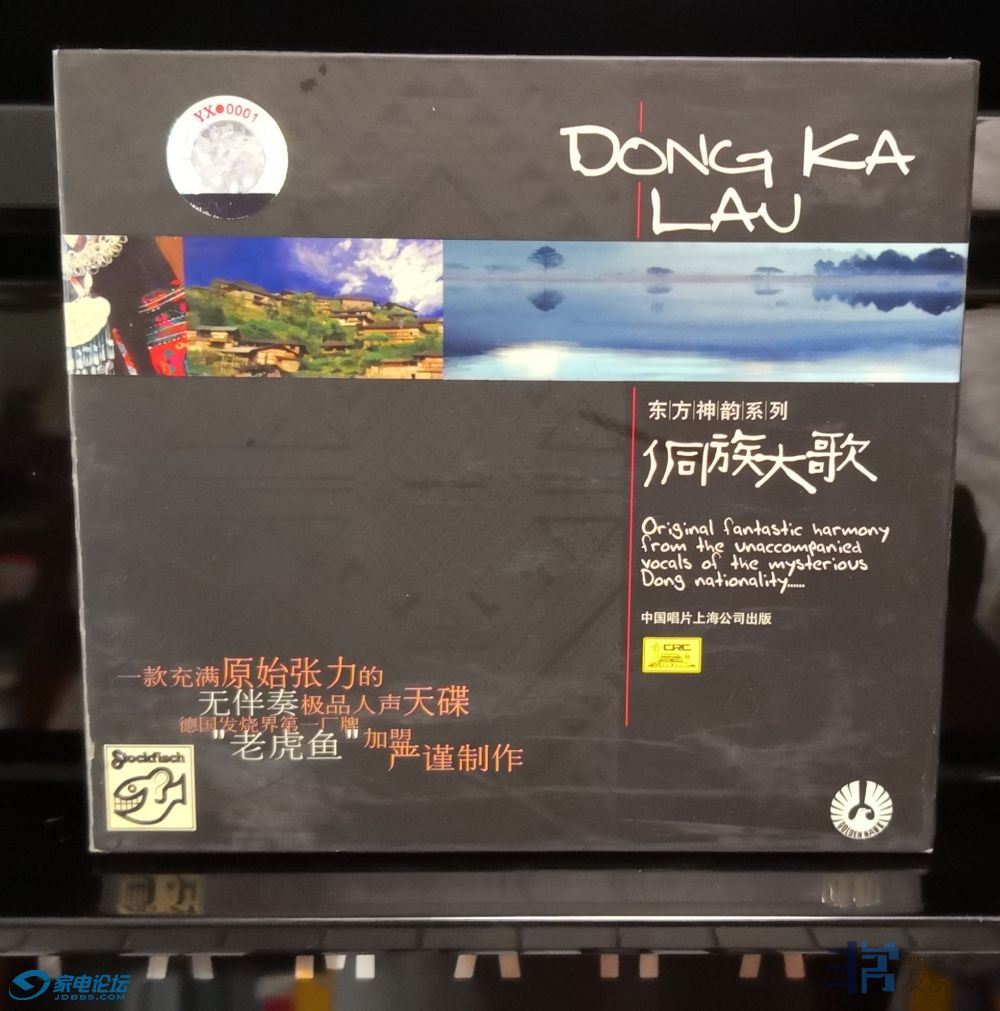 YX●0001
DONG KA
LAU
东方神韵系列
侗族大歌
Original fantastic harmony
from the unaccompanied
vocals of the mysterious
Dong nationality......
中国唱片上海公司出版
CRC
一款充满原始张力的
无伴奏极品人声天碟
德国发烧界第一厂牌
"老虎鱼"加盟
严谨制作
Stockfisch
GOLDEN HAWK
家电论坛
JDBBS.COM